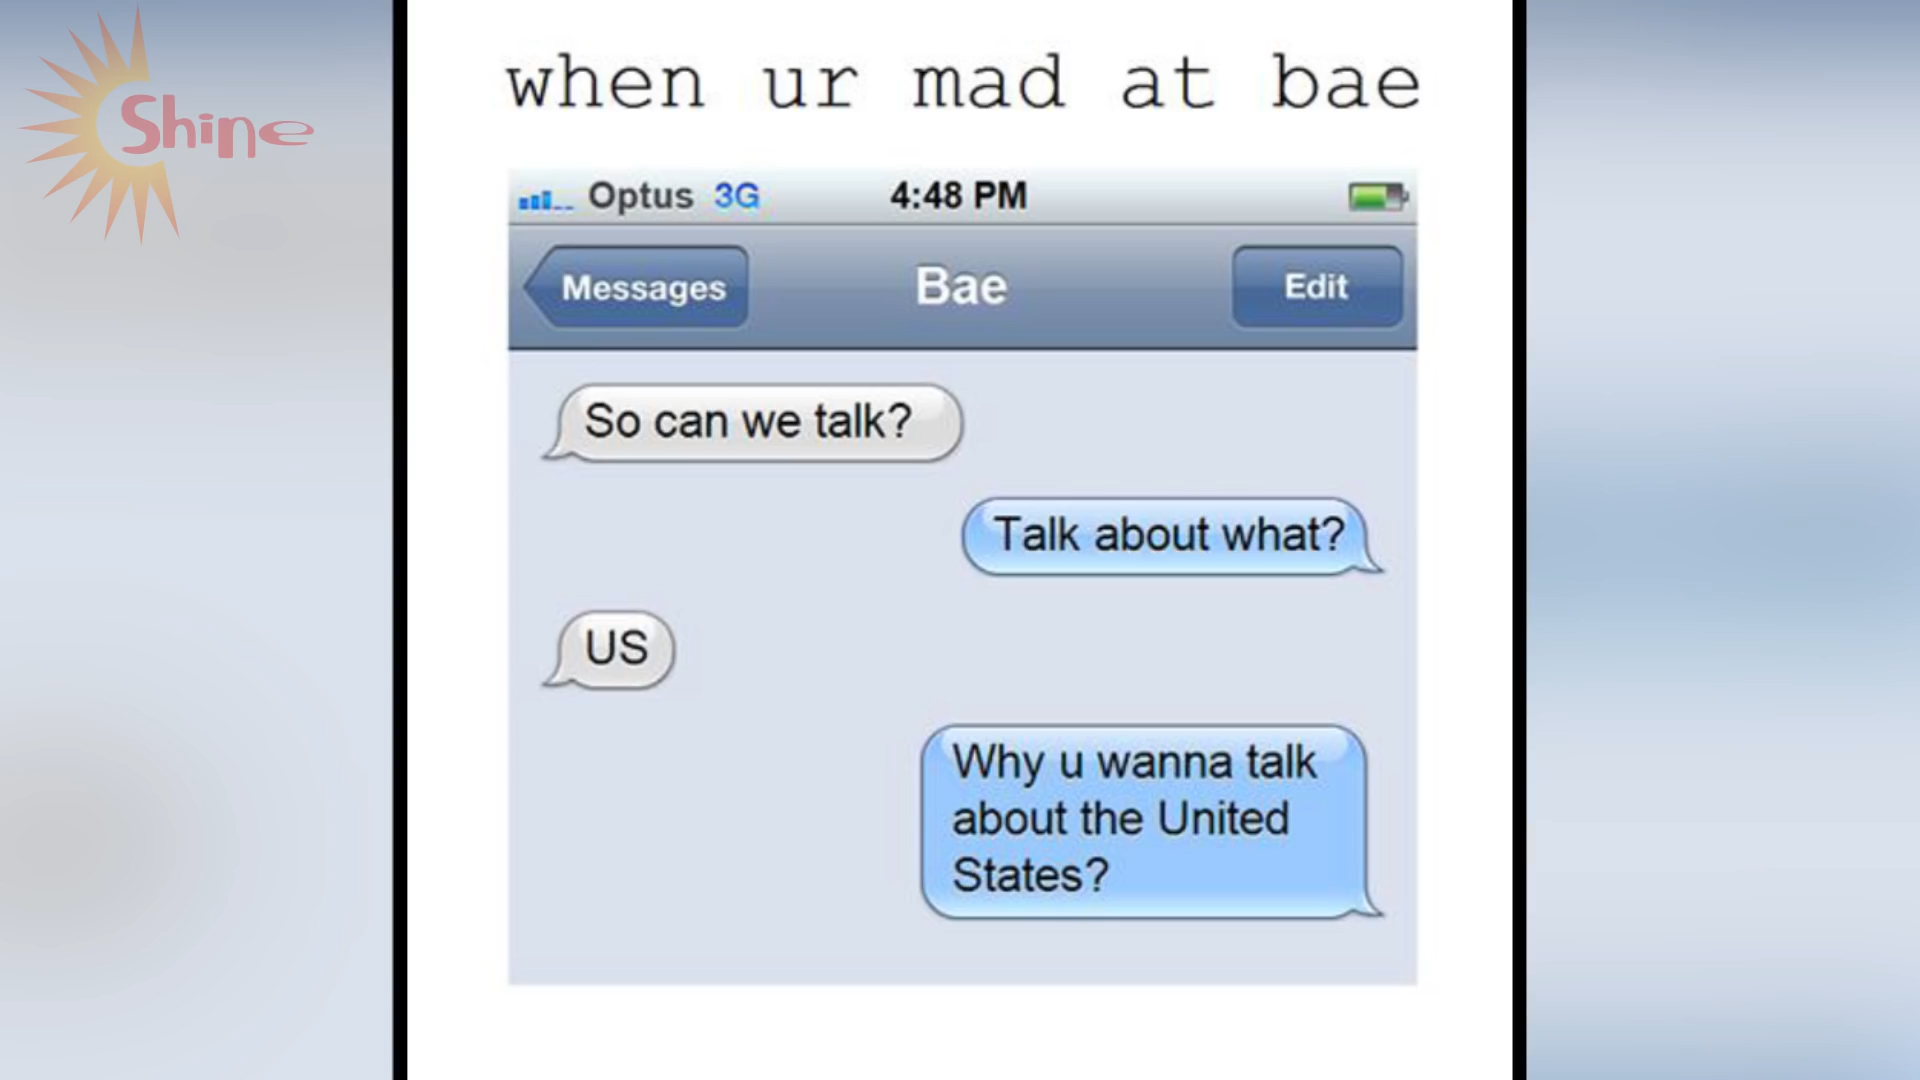 Shine
when ur mad at bae
Optus 3G 4:48 PM
Messages Bae Edit
So can we talk?
Talk about what?
US
Why u wanna talk
about the United
States?